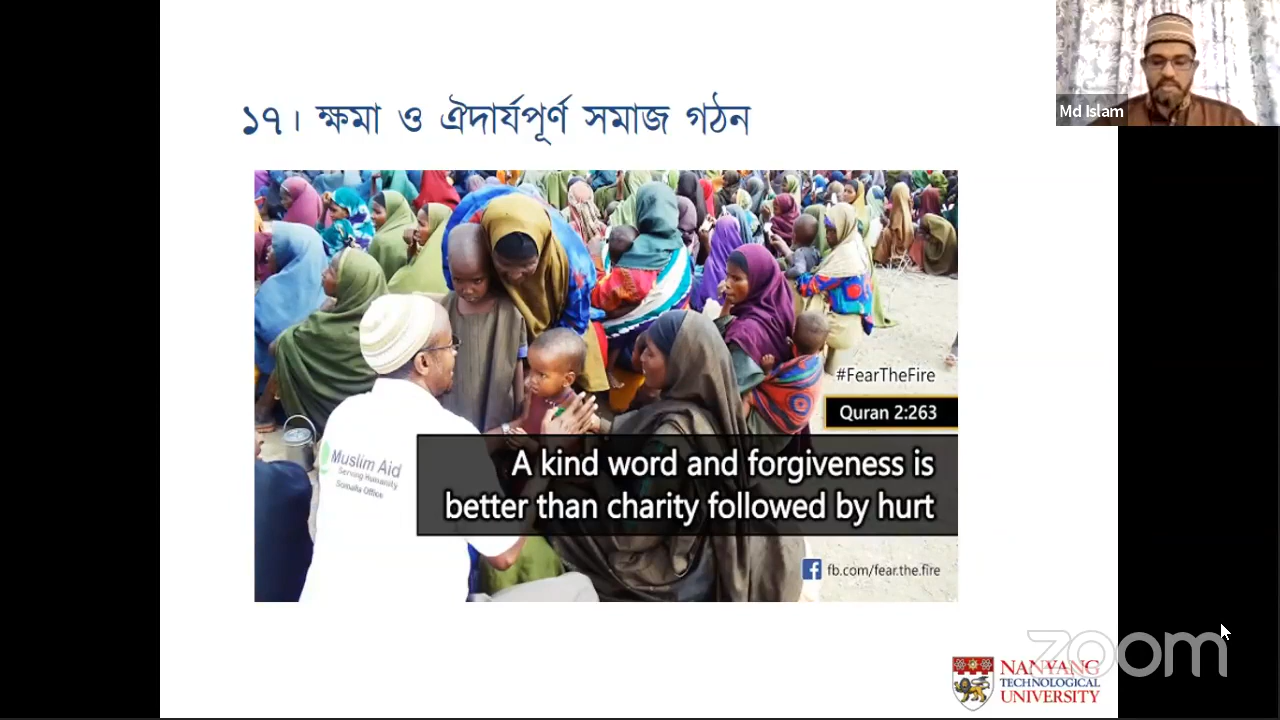 ১৭। ক্ষমা ও ঐদার্যপূর্ণ সমাজ গঠন
Md Islam
#FearTheFire
Quran 2:263
Muslim Aid
Serving Humanity
Somalia Office
A kind word and forgiveness is
better than charity followed by hurt
fb.com/fear.the.fire
zoom
NANYANG
TECHNOLOGICAL
UNIVERSITY